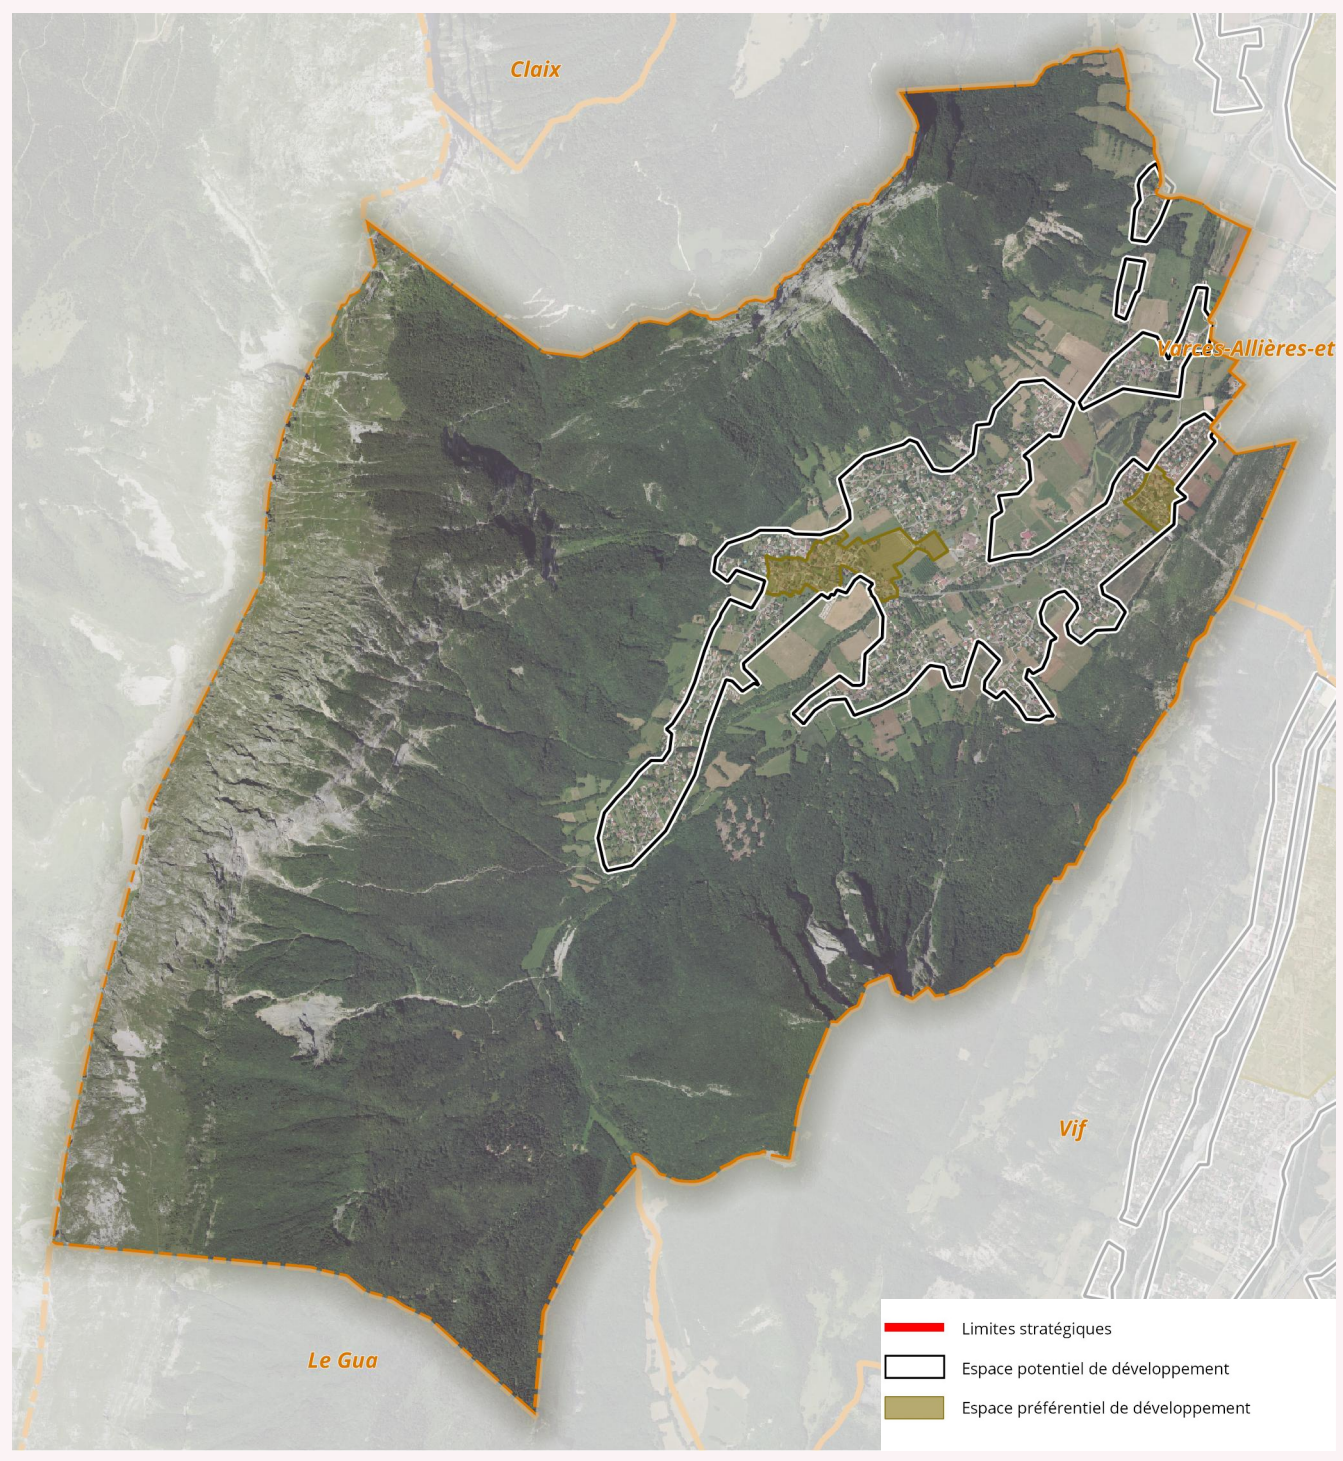 Claix
Varces-Allières-et
Vif
Le Gua
Limites stratégiques
Espace potentiel de développement
Espace préférentiel de développement